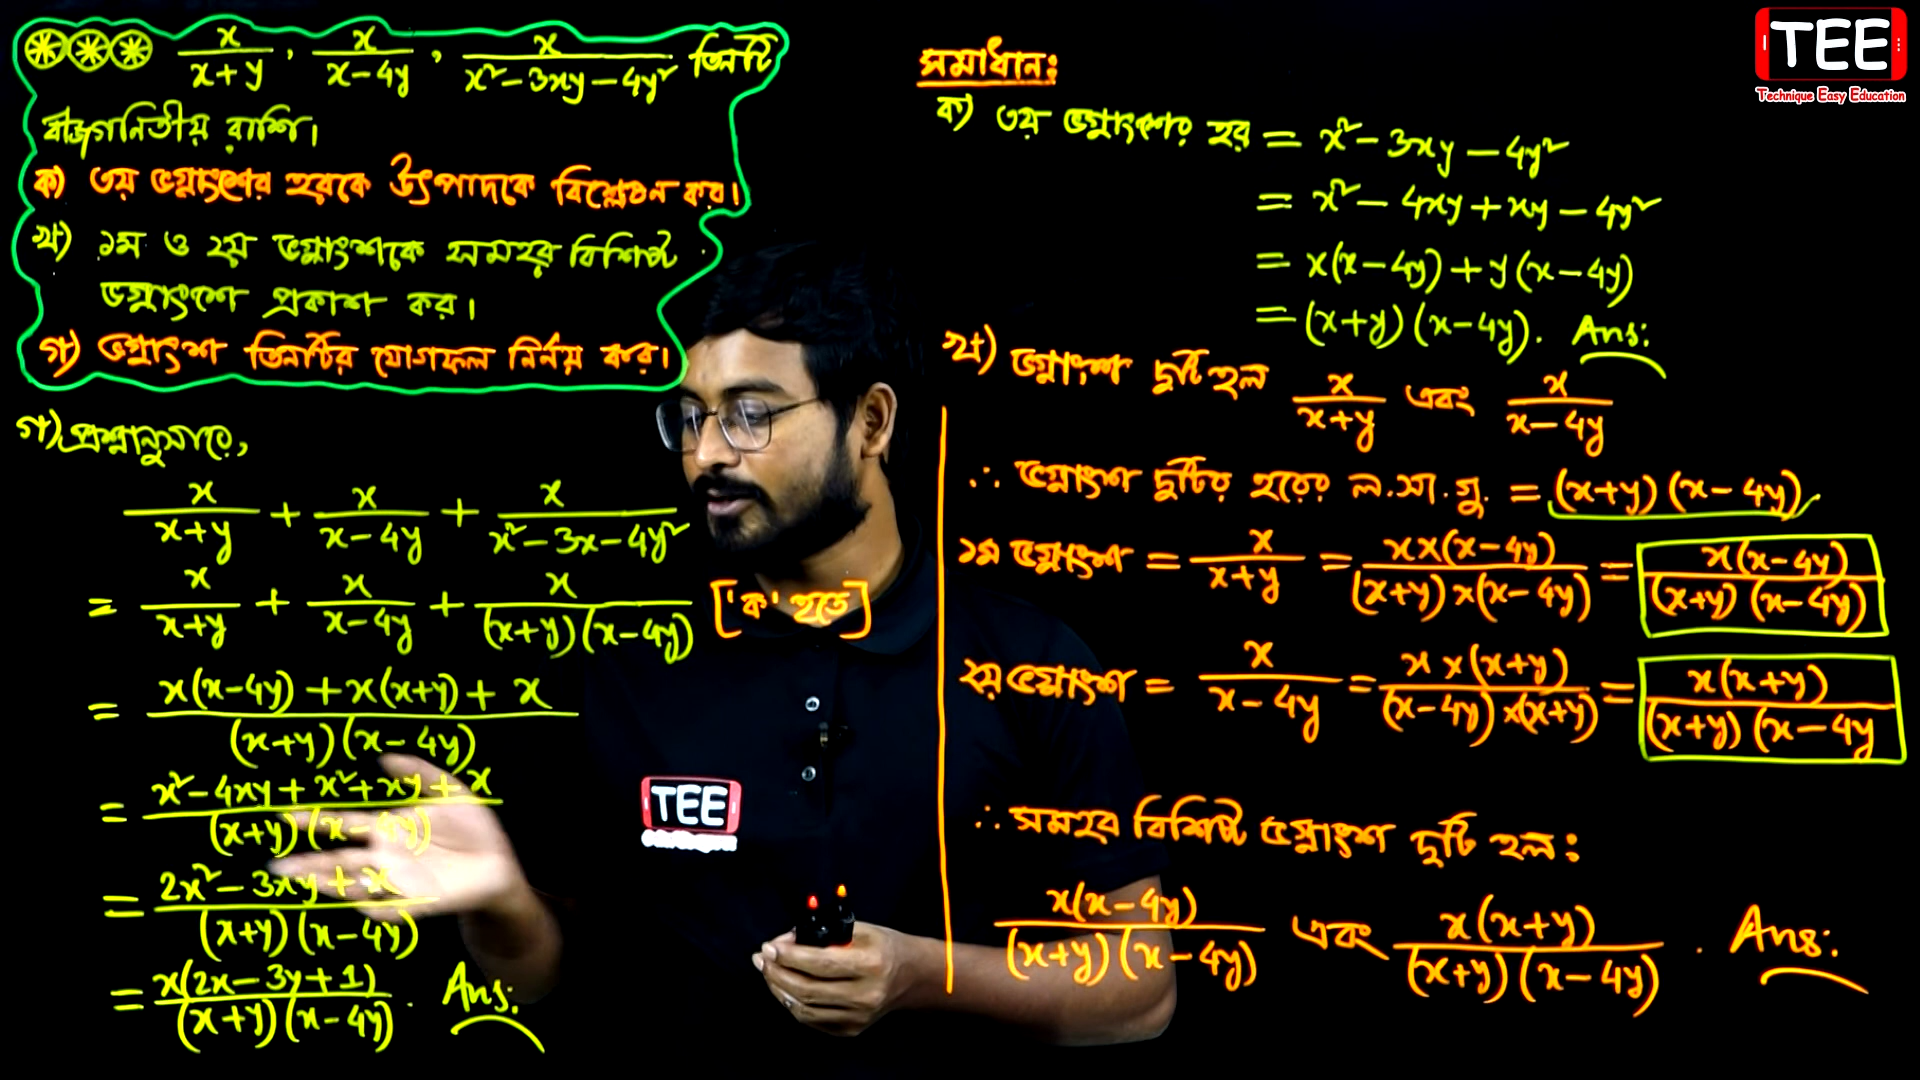 x/(x+y), x/(x-4y), x/(x²-3xy-4y²) তিনটি
বীজগনিতীয় রাশি।
ক) ৩য় ভগ্নাংশের হরকে উৎপাদকে বিশ্লেষন কর।
খ) ১ম ও ২য় ভগ্নাংশকে সমহর বিশিষ্ট
ভগ্নাংশে প্রকাশ কর।
গ) ভগ্নাংশ তিনটির যোগফল নির্নয় কর।
গ) প্রশ্নানুসারে,
x/(x+y) + x/(x-4y) + x/(x²-3x-4y²)
= x/(x+y) + x/(x-4y) + x/((x+y)(x-4y)) ['ক' হতে]
= (x(x-4y)+x(x+y)+x)/((x+y)(x-4y))
= (x²-4xy+x²+xy+x)/((x+y)(x-4y))
= (2x²-3xy+x)/((x+y)(x-4y))
= x(2x-3y+1)/((x+y)(x-4y)). Ans:
সমাধান:
ক) ৩য় ভগ্নাংশের হর = x²-3xy-4y²
= x²-4xy+xy-4y²
= x(x-4y)+y(x-4y)
= (x+y)(x-4y). Ans:
খ) ভগ্নাংশ দুটি হল x/(x+y) এবং x/(x-4y)
∴ ভগ্নাংশ দুটির হরের ল.সা.গু. = (x+y)(x-4y).
১ম ভগ্নাংশ = x/(x+y) = x×(x-4y)/((x+y)×(x-4y)) = x(x-4y)/((x+y)(x-4y))
২য় ভগ্নাংশ = x/(x-4y) = x×(x+y)/((x-4y)×(x+y)) = x(x+y)/((x+y)(x-4y
∴ সমহর বিশিষ্ট ভগ্নাংশ দুটি হল:
x(x-4y)/((x+y)(x-4y)) এবং x(x+y)/((x+y)(x-4y)). Ans:
TEE
Technique Easy Education
TEE